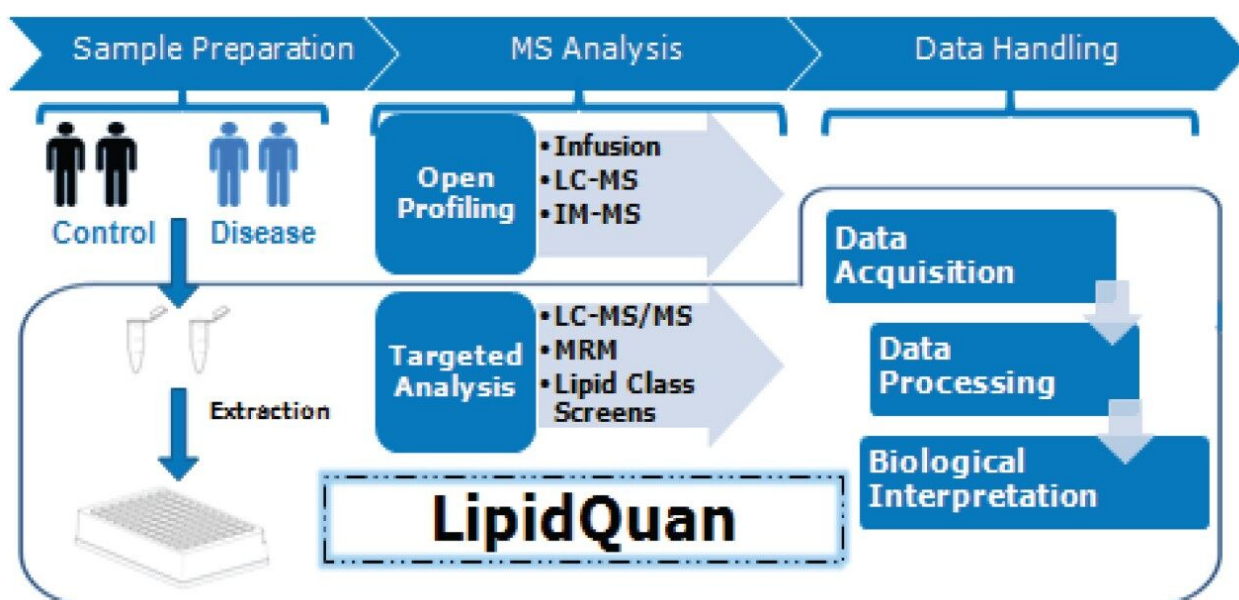 Sample Preparation
MS Analysis
Data Handling
Control
Disease
Extraction
Open
Profiling
•Infusion
•LC-MS
•IM-MS
Targeted
Analysis
•LC-MS/MS
•MRM
•Lipid Class
Screens
LipidQuan
Data
Acquisition
Data
Processing
Biological
Interpretation